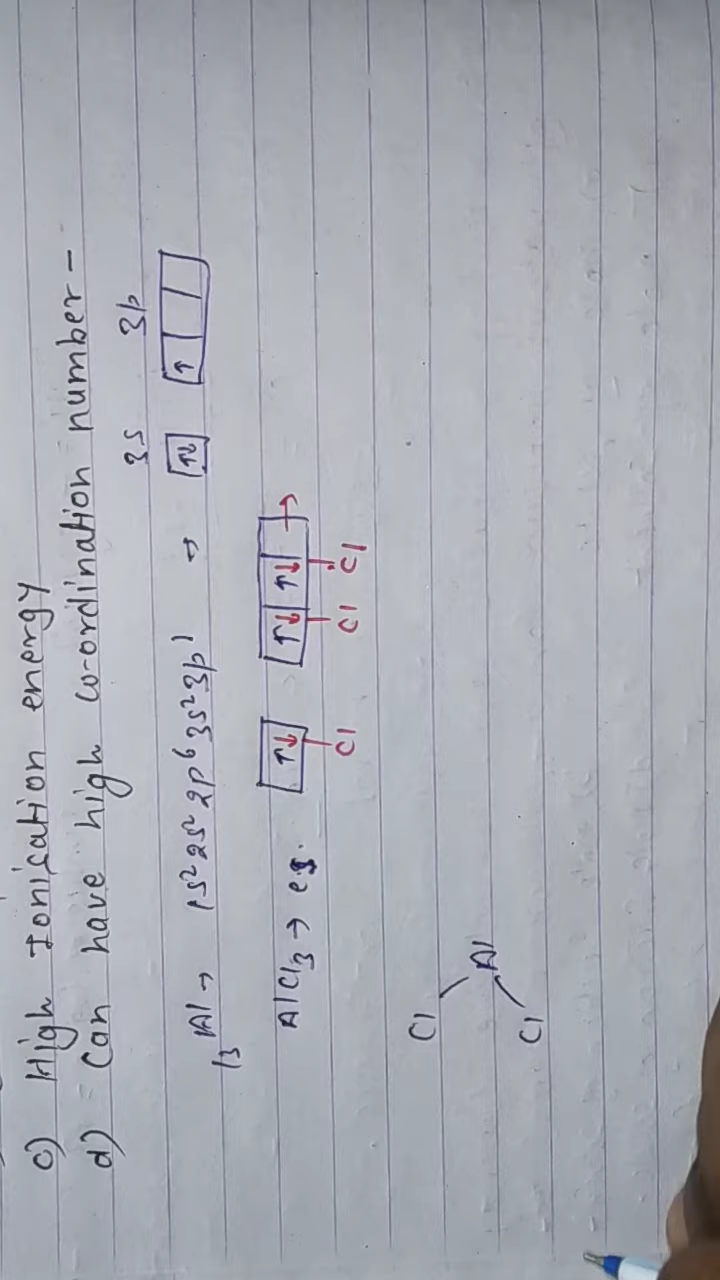 c) High Ionisation energy
d) Can have high co-ordination number -
3s 3p
₁₃Al → 1s² 2s² 2p⁶ 3s² 3p¹ → ↑↓ ↑
AlCl₃ → e.s. ↑↓ ↑↓ ↑↓ →
Cl Cl Cl
Cl
Al
Cl